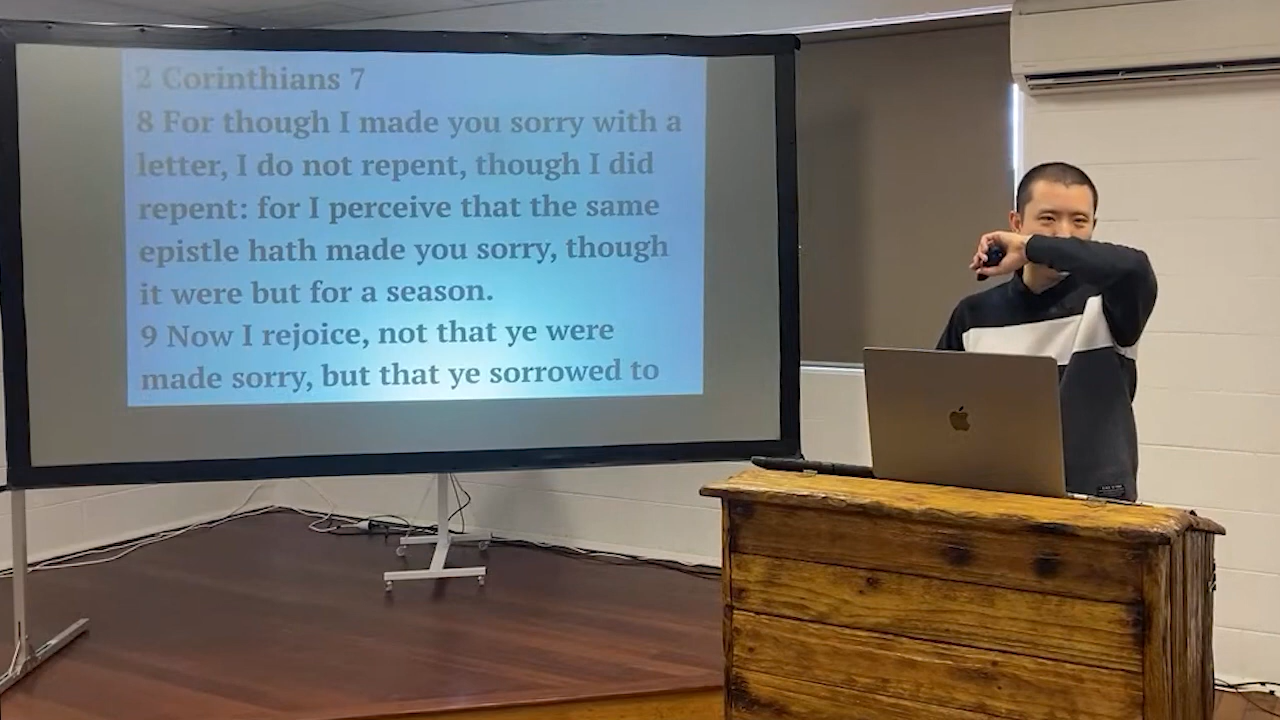 2 Corinthians 7
8 For though I made you sorry with a
letter, I do not repent, though I did
repent: for I perceive that the same
epistle hath made you sorry, though
it were but for a season.
9 Now I rejoice, not that ye were
made sorry, but that ye sorrowed to